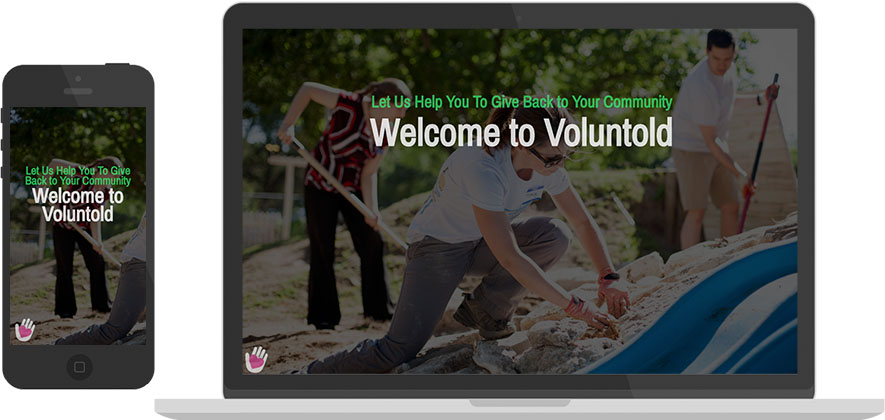 Let Us Help You To Give
Back to Your Community
Welcome to
Voluntold
Let Us Help You To Give Back to Your Community
Welcome to Voluntold